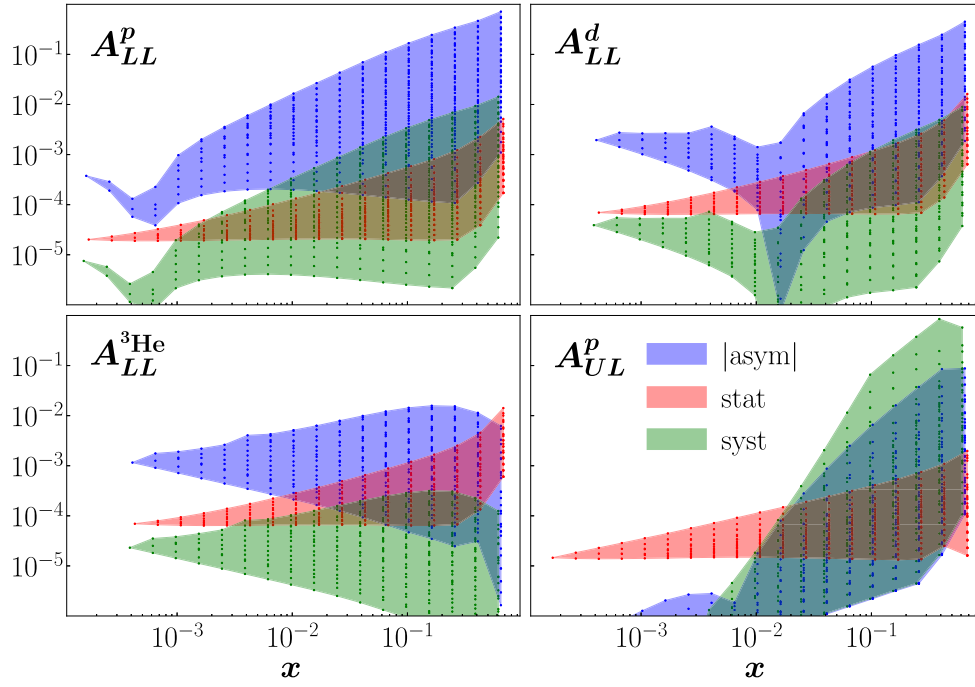 A_{LL}^{p}
A_{LL}^{d}
10^{-1}
10^{-2}
10^{-3}
10^{-4}
10^{-5}
A_{LL}^{^3He}
A_{UL}^{p}
|asym|
stat
syst
10^{-1}
10^{-2}
10^{-3}
10^{-4}
10^{-5}
10^{-3} 10^{-2} 10^{-1}
10^{-3} 10^{-2} 10^{-1}
x
x